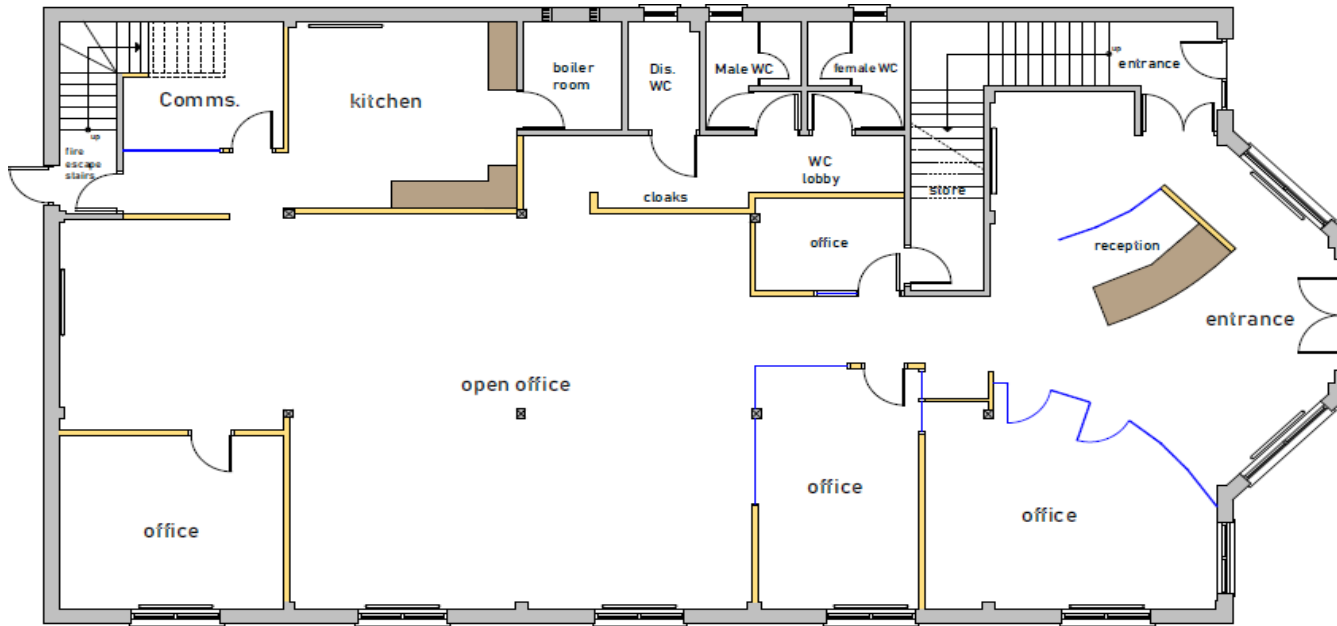 up
entrance
boiler
room
Dis.
WC
Male WC
female WC
Comms.
kitchen
up
fire
escape
stairs
WC
lobby
store
cloaks
office
reception
entrance
open office
office
office
office